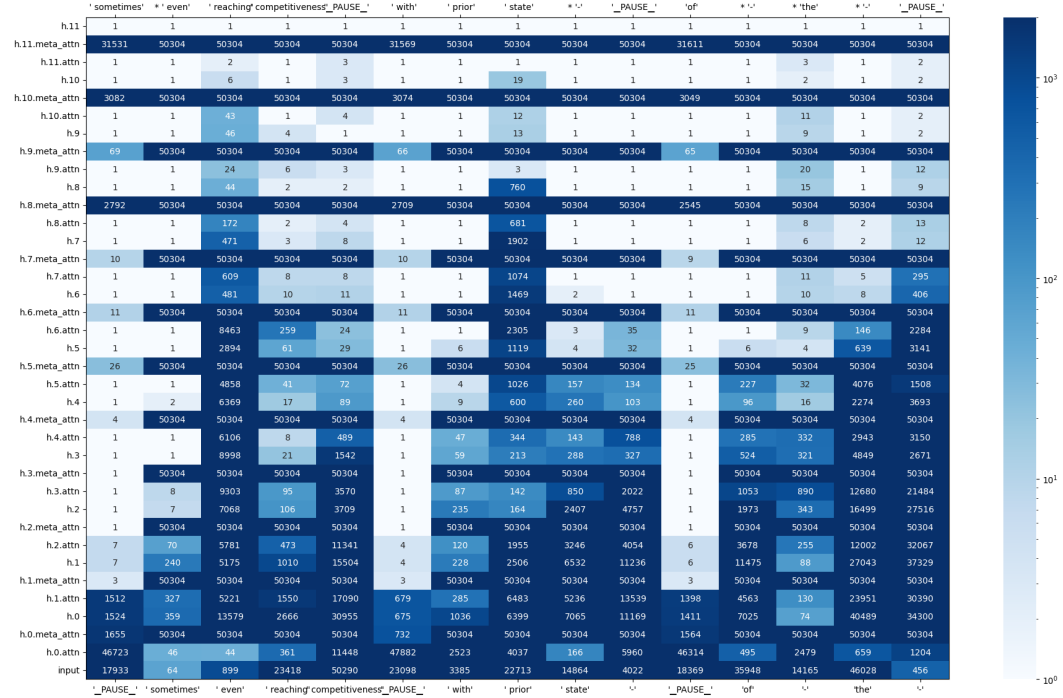 ' sometimes' * ' even' ' reaching' ' competitiveness' '_PAUSE_' ' with' ' prior' ' state' * '-' '_PAUSE_' 'of' * '-' * 'the' * '-' '_PAUSE_'
h.11 1 1 1 1 1 1 1 1 1 1 1 1 1 1 1
h.11.meta_attn 31531 50304 50304 50304 50304 31569 50304 50304 50304 50304 31611 50304 50304 50304 50304
h.11.attn 1 1 2 1 3 1 1 1 1 1 1 1 3 1 2
h.10 1 1 6 1 3 1 1 19 1 1 1 1 2 1 2
h.10.meta_attn 3082 50304 50304 50304 50304 3074 50304 50304 50304 50304 3049 50304 50304 50304 50304
h.10.attn 1 1 43 1 4 1 1 12 1 1 1 1 11 1 2
h.9 1 1 46 4 1 1 1 13 1 1 1 1 9 1 2
h.9.meta_attn 69 50304 50304 50304 50304 66 50304 50304 50304 50304 65 50304 50304 50304 50304
h.9.attn 1 1 24 6 3 1 1 3 1 1 1 1 20 1 12
h.8 1 1 44 2 2 1 1 760 1 1 1 1 15 1 9
h.8.meta_attn 2792 50304 50304 50304 50304 2709 50304 50304 50304 50304 2545 50304 50304 50304 50304
h.8.attn 1 1 172 2 4 1 1 681 1 1 1 1 8 2 13
h.7 1 1 471 3 8 1 1 1902 1 1 1 1 6 2 12
h.7.meta_attn 10 50304 50304 50304 50304 10 50304 50304 50304 50304 9 50304 50304 50304 50304
h.7.attn 1 1 609 8 8 1 1 1074 1 1 1 1 11 5 295
h.6 1 1 481 10 11 1 1 1469 2 1 1 1 10 8 406
h.6.meta_attn 11 50304 50304 50304 50304 11 50304 50304 50304 50304 11 50304 50304 50304 50304
h.6.attn 1 1 8463 259 24 1 1 2305 3 35 1 1 9 146 2284
h.5 1 1 2894 61 29 1 6 1119 4 32 1 6 4 639 3141
h.5.meta_attn 26 50304 50304 50304 50304 26 50304 50304 50304 50304 25 50304 50304 50304 50304
h.5.attn 1 1 4858 41 72 1 4 1026 157 134 1 227 32 4076 1508
h.4 1 2 6369 17 89 1 9 600 260 103 1 96 16 2274 3693
h.4.meta_attn 4 50304 50304 50304 50304 4 50304 50304 50304 50304 4 50304 50304 50304 50304
h.4.attn 1 1 6106 8 489 1 47 344 143 788 1 285 332 2943 3150
h.3 1 1 8998 21 1542 1 59 213 288 327 1 524 321 4849 2671
h.3.meta_attn 1 50304 50304 50304 50304 1 50304 50304 50304 50304 1 50304 50304 50304 50304
h.3.attn 1 8 9303 95 3570 1 87 142 850 2022 1 1053 890 12680 21484
h.2 1 7 7068 106 3709 1 235 164 2407 4757 1 1973 343 16499 27516
h.2.meta_attn 1 50304 50304 50304 50304 1 50304 50304 50304 50304 1 50304 50304 50304 50304
h.2.attn 7 70 5781 473 11341 4 120 1955 3246 4054 6 3678 255 12002 32067
h.1 7 240 5175 1010 15504 4 228 2506 6532 11236 6 11475 88 27043 37329
h.1.meta_attn 3 50304 50304 50304 50304 3 50304 50304 50304 50304 3 50304 50304 50304 50304
h.1.attn 1512 327 5221 1550 17090 679 285 6483 5236 13539 1398 4563 130 23951 30390
h.0 1524 359 13579 2666 30955 675 1036 6399 7065 11169 1411 7025 74 40489 34300
h.0.meta_attn 1655 50304 50304 50304 50304 732 50304 50304 50304 50304 1564 50304 50304 50304 50304
h.0.attn 46723 46 44 361 11448 47882 2523 4037 166 5960 46314 495 2479 659 1204
input 17933 64 899 23418 50290 23098 3385 22713 14864 4022 18369 35948 14165 46028 456
'_PAUSE_' ' sometimes' ' even' ' reaching' ' competitiveness' '_PAUSE_' ' with' ' prior' ' state' '-' '_PAUSE_' 'of' '-' 'the' '-'
10³
10²
10¹
10⁰